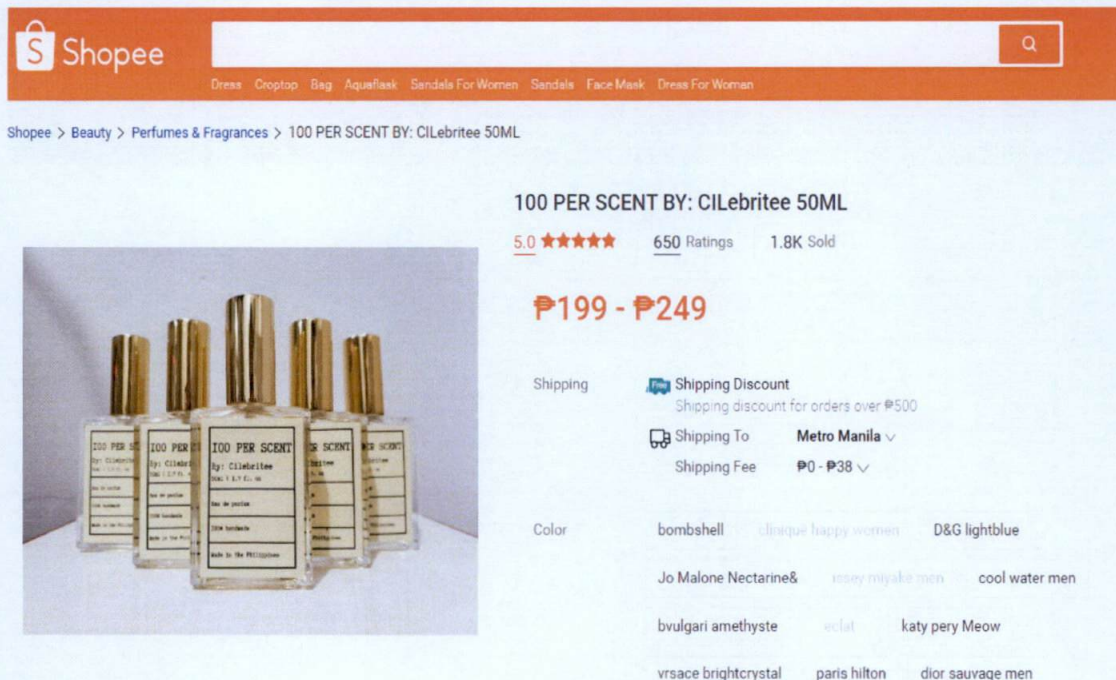 Shopee
Dress Croptop Bag Aquaflask Sandals For Women Sandals Face Mask Dress For Woman
Shopee > Beauty > Perfumes & Fragrances > 100 PER SCENT BY: CILebritee 50ML
100 PER SCENT BY: CILebritee 50ML
5.0 650 Ratings 1.8K Sold
₱199 - ₱249
Shipping Free Shipping Discount
Shipping discount for orders over ₱500
Shipping To Metro Manila
Shipping Fee ₱0 - ₱38
Color bombshell clinique happy women D&G lightblue
Jo Malone Nectarine& issey miyake men cool water men
bvulgari amethyste eclat katy pery Meow
vrsace brightcrystal paris hilton dior sauvage men
100 PER SCENT
By: Cilebritee
Eau de parfum
100% handmade
Made in the Philippines